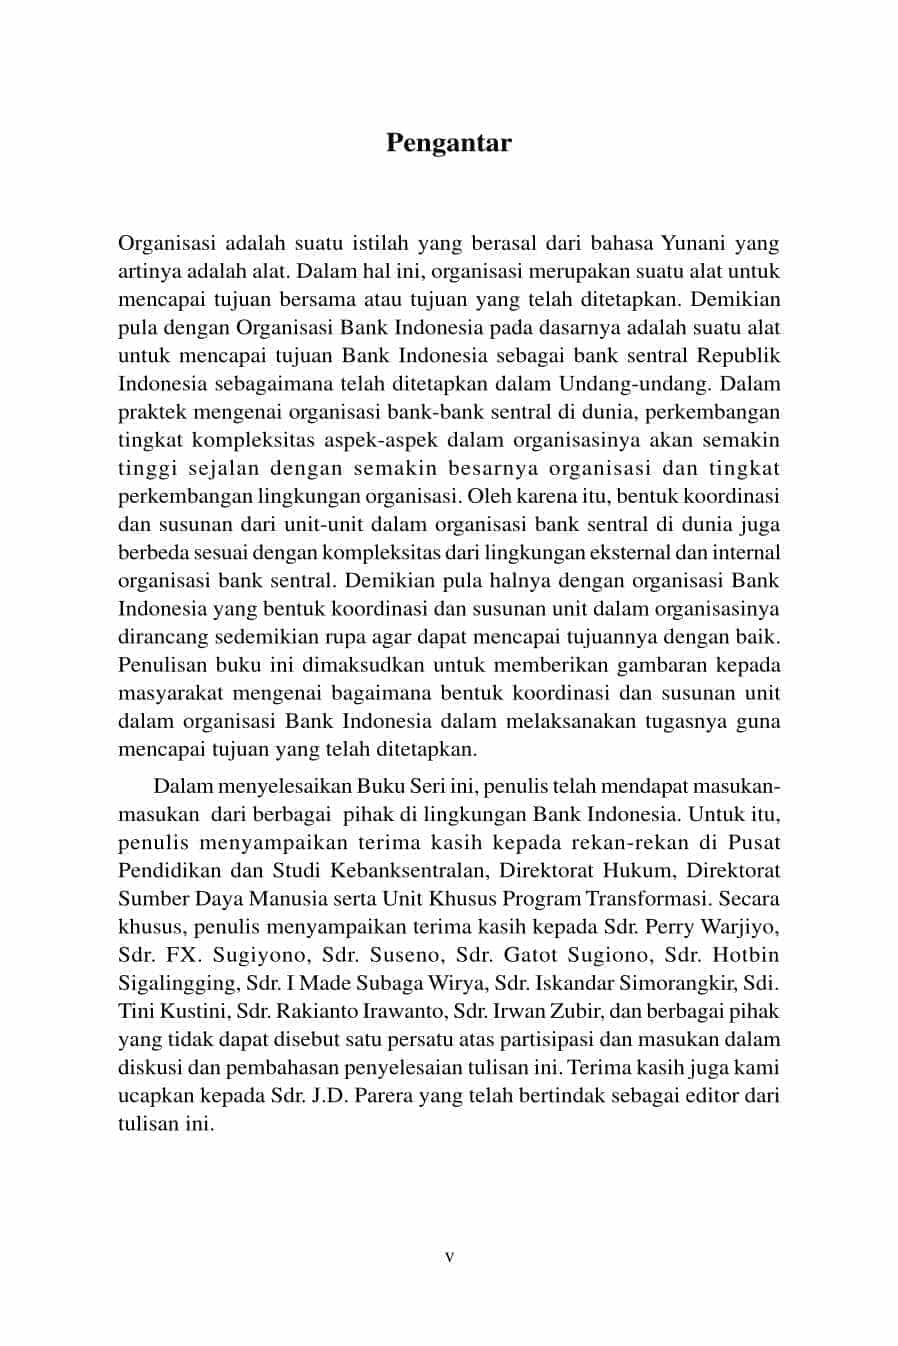 Pengantar
Organisasi adalah suatu istilah yang berasal dari bahasa Yunani yang
artinya adalah alat. Dalam hal ini, organisasi merupakan suatu alat untuk
mencapai tujuan bersama atau tujuan yang telah ditetapkan. Demikian
pula dengan Organisasi Bank Indonesia pada dasarnya adalah suatu alat
untuk mencapai tujuan Bank Indonesia sebagai bank sentral Republik
Indonesia sebagaimana telah ditetapkan dalam Undang-undang. Dalam
praktek mengenai organisasi bank-bank sentral di dunia, perkembangan
tingkat kompleksitas aspek-aspek dalam organisasinya akan semakin
tinggi sejalan dengan semakin besarnya organisasi dan tingkat
perkembangan lingkungan organisasi. Oleh karena itu, bentuk koordinasi
dan susunan dari unit-unit dalam organisasi bank sentral di dunia juga
berbeda sesuai dengan kompleksitas dari lingkungan eksternal dan internal
organisasi bank sentral. Demikian pula halnya dengan organisasi Bank
Indonesia yang bentuk koordinasi dan susunan unit dalam organisasinya
dirancang sedemikian rupa agar dapat mencapai tujuannya dengan baik.
Penulisan buku ini dimaksudkan untuk memberikan gambaran kepada
masyarakat mengenai bagaimana bentuk koordinasi dan susunan unit
dalam organisasi Bank Indonesia dalam melaksanakan tugasnya guna
mencapai tujuan yang telah ditetapkan.
Dalam menyelesaikan Buku Seri ini, penulis telah mendapat masukan-
masukan dari berbagai pihak di lingkungan Bank Indonesia. Untuk itu,
penulis menyampaikan terima kasih kepada rekan-rekan di Pusat
Pendidikan dan Studi Kebanksentralan, Direktorat Hukum, Direktorat
Sumber Daya Manusia serta Unit Khusus Program Transformasi. Secara
khusus, penulis menyampaikan terima kasih kepada Sdr. Perry Warjiyo,
Sdr. FX. Sugiyono, Sdr. Suseno, Sdr. Gatot Sugiono, Sdr. Hotbin
Sigalingging, Sdr. I Made Subaga Wirya, Sdr. Iskandar Simorangkir, Sdi.
Tini Kustini, Sdr. Rakianto Irawanto, Sdr. Irwan Zubir, dan berbagai pihak
yang tidak dapat disebut satu persatu atas partisipasi dan masukan dalam
diskusi dan pembahasan penyelesaian tulisan ini. Terima kasih juga kami
ucapkan kepada Sdr. J.D. Parera yang telah bertindak sebagai editor dari
tulisan ini.
v